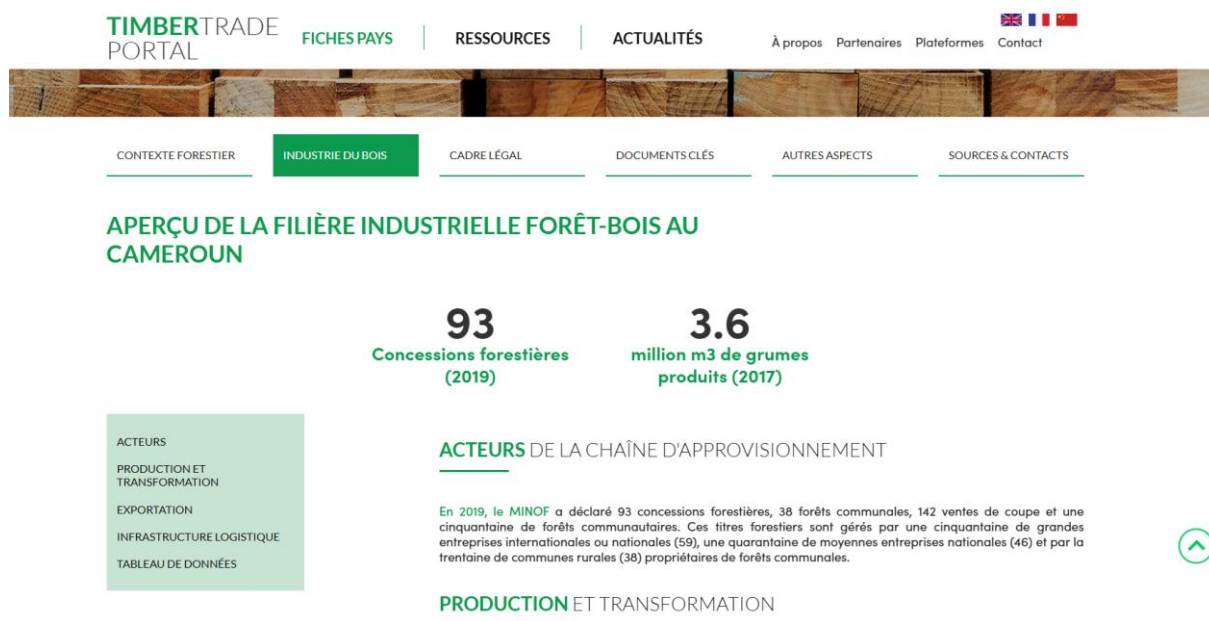 TIMBERTRADE
PORTAL
FICHES PAYS
RESSOURCES
ACTUALITÉS
À propos
Partenaires
Plateformes
Contact
CONTEXTE FORESTIER
INDUSTRIE DU BOIS
CADRE LÉGAL
DOCUMENTS CLÉS
AUTRES ASPECTS
SOURCES & CONTACTS
APERÇU DE LA FILIÈRE INDUSTRIELLE FORÊT-BOIS AU
CAMEROUN
93
Concessions forestières
(2019)
3.6
million m3 de grumes
produits (2017)
ACTEURS
PRODUCTION ET
TRANSFORMATION
EXPORTATION
INFRASTRUCTURE LOGISTIQUE
TABLEAU DE DONNÉES
ACTEURS DE LA CHAÎNE D'APPROVISIONNEMENT
En 2019, le MINOF a déclaré 93 concessions forestières, 38 forêts communales, 142 ventes de coupe et une
cinquantaine de forêts communautaires. Ces titres forestiers sont gérés par une cinquantaine de grandes
entreprises internationales ou nationales (59), une quarantaine de moyennes entreprises nationales (46) et par la
trentaine de communes rurales (38) propriétaires de forêts communales.
PRODUCTION ET TRANSFORMATION